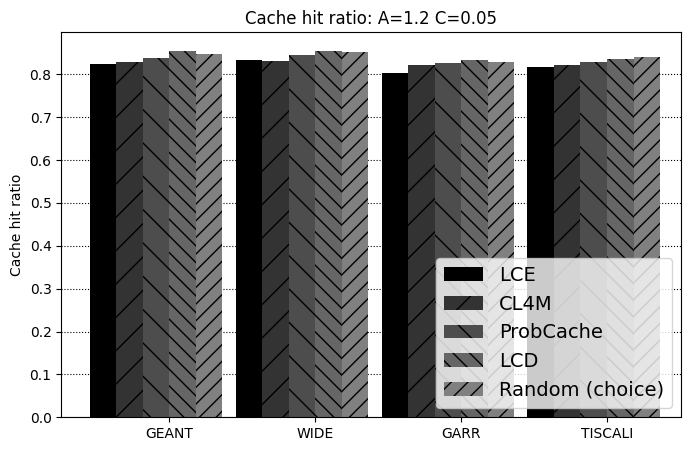 Cache hit ratio: A=1.2 C=0.05
Cache hit ratio
0.8
0.7
0.6
0.5
0.4
0.3
0.2
0.1
0.0
LCE
CL4M
ProbCache
LCD
Random (choice)
GEANT
WIDE
GARR
TISCALI